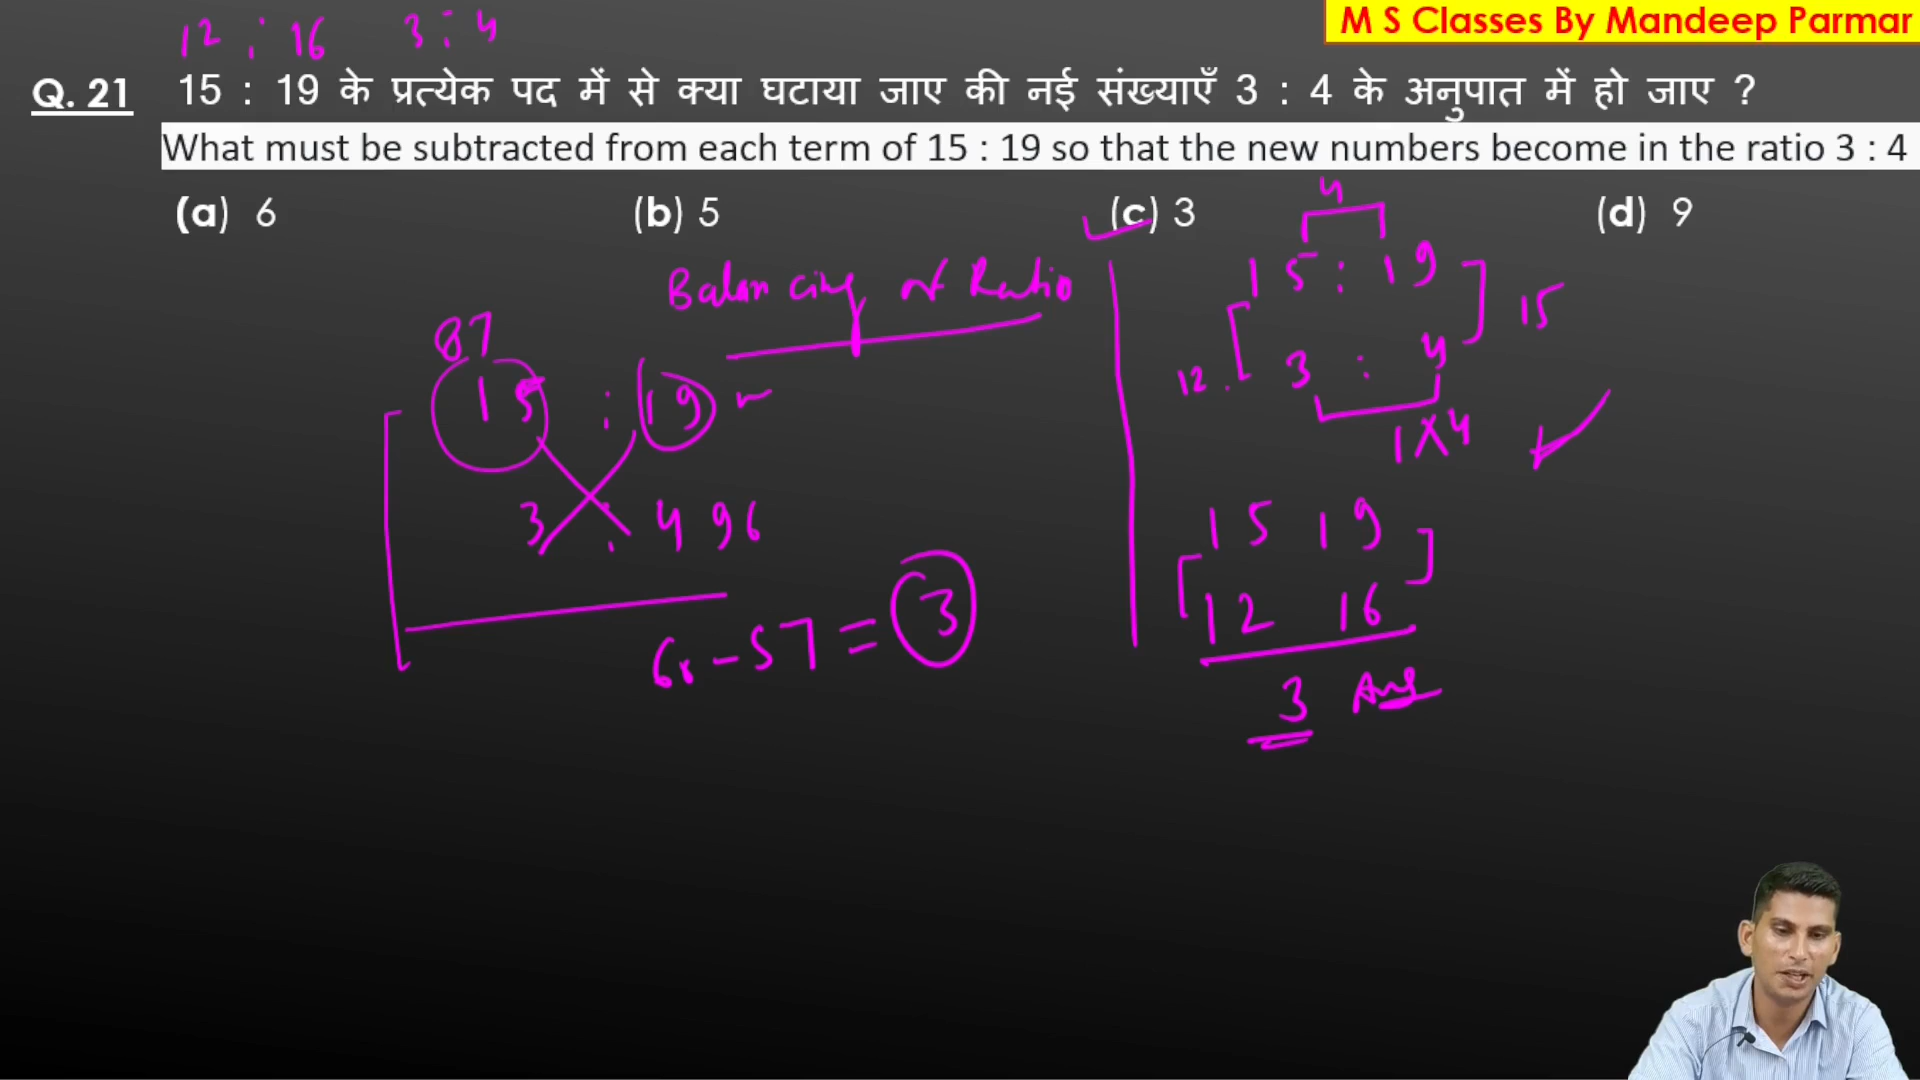 M S Classes By Mandeep Parmar
12 : 16 3 : 4
Q. 21 15 : 19 के प्रत्येक पद में से क्या घटाया जाए की नई संख्याएँ 3 : 4 के अनुपात में हो जाए ?
What must be subtracted from each term of 15 : 19 so that the new numbers become in the ratio 3 : 4
(a) 6 (b) 5 (c) 3 (d) 9
4
Balancing of Ratio
15 : 19
15
87
12. 3 : 4
15 : 19
1x4
3 : 4 96
15 19
12 16
60-57 = 3
3 Ans